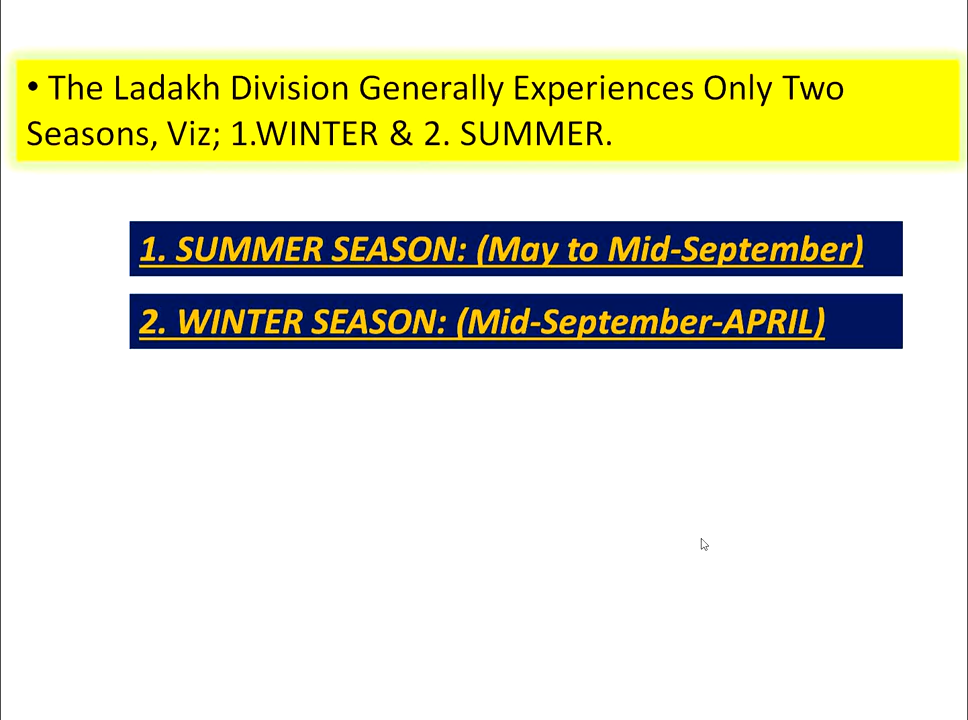 • The Ladakh Division Generally Experiences Only Two
Seasons, Viz; 1.WINTER & 2. SUMMER.
1. SUMMER SEASON: (May to Mid-September)
2. WINTER SEASON: (Mid-September-APRIL)